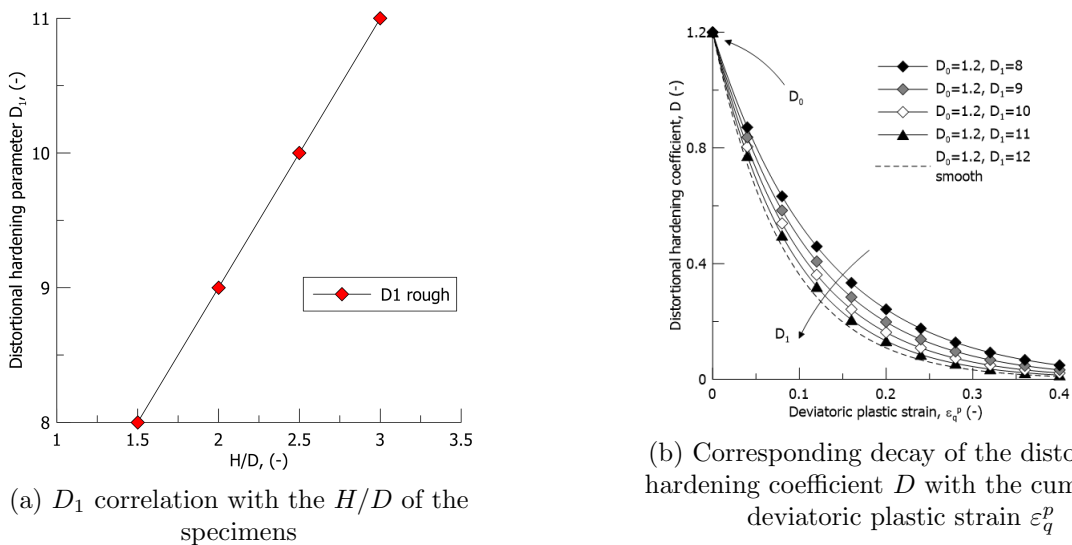 11
10
9
8
Distortional hardening parameter D₁, (-)
D1 rough
1
1.5
2
2.5
3
3.5
H/D, (-)
(a) D₁ correlation with the H/D of the
specimens
1.2
0.8
0.4
0
Distortional hardening coefficient, D (-)
D₀
D₁
D₀=1.2, D₁=8
D₀=1.2, D₁=9
D₀=1.2, D₁=10
D₀=1.2, D₁=11
D₀=1.2, D₁=12
smooth
0
0.1
0.2
0.3
0.4
Deviatoric plastic strain, ε_q^p (-)
(b) Corresponding decay of the disto
hardening coefficient D with the cum
deviatoric plastic strain ε_q^p